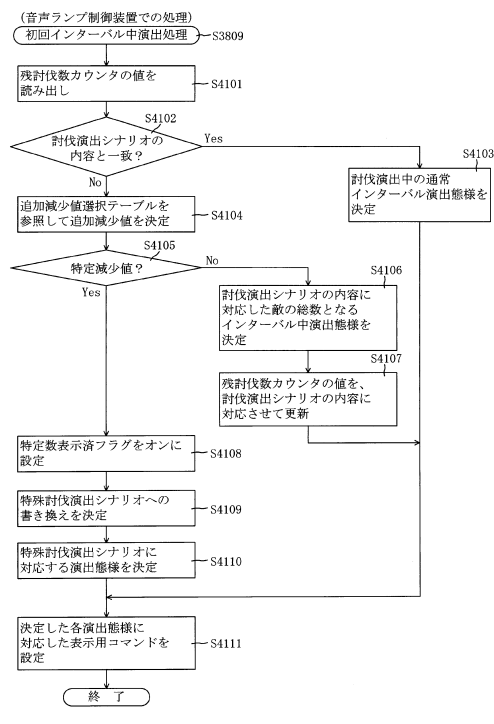 (音声ランプ制御装置での処理)
初回インターバル中演出処理
S3809
残討伐数カウンタの値を
読み出し
S4101
S4102
討伐演出シナリオの
内容と一致？
Yes
No
S4103
討伐演出中の通常
インターバル演出態様を
決定
追加減少値選択テーブルを
参照して追加減少値を決定
S4104
S4105
特定減少値？
No
Yes
S4106
討伐演出シナリオの内容に
対応した敵の総数となる
インターバル中演出態様を
決定
S4107
残討伐数カウンタの値を、
討伐演出シナリオの内容に
対応させて更新
特定数表示済フラグをオンに
設定
S4108
特殊討伐演出シナリオへの
書き換えを決定
S4109
特殊討伐演出シナリオに
対応する演出態様を決定
S4110
決定した各演出態様に
対応した表示用コマンドを
設定
S4111
終 了